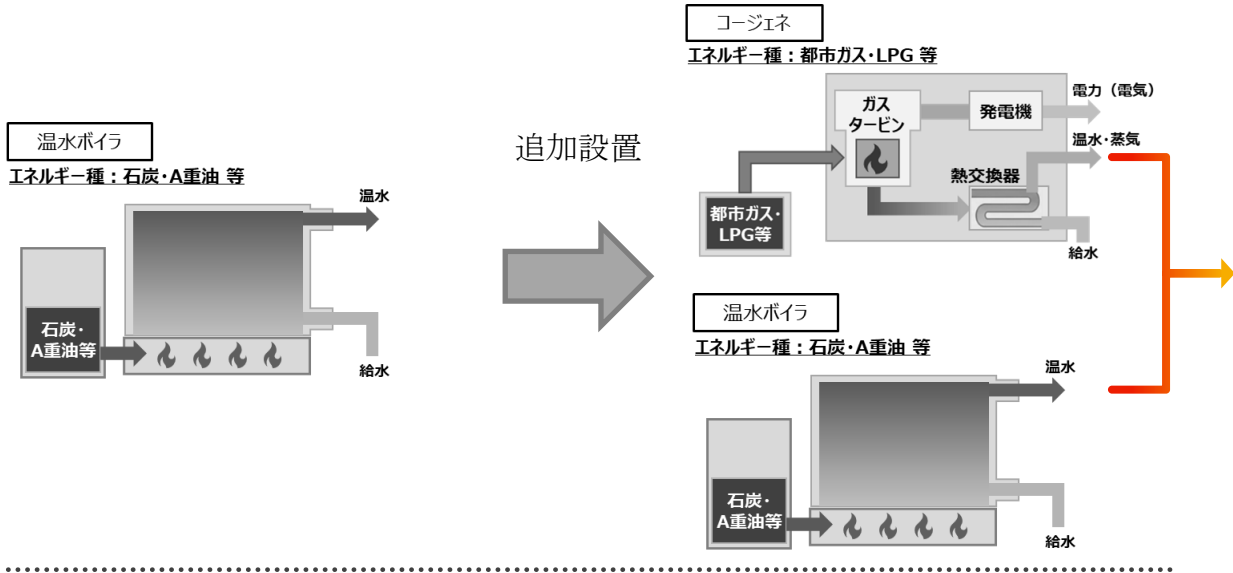 温水ボイラ
エネルギー種：石炭・A重油 等
温水
石炭・
A重油等
給水
追加設置
コージェネ
エネルギー種：都市ガス・LPG 等
ガス
タービン
発電機
電力（電気）
温水・蒸気
熱交換器
都市ガス・
LPG等
給水
温水ボイラ
エネルギー種：石炭・A重油 等
温水
石炭・
A重油等
給水